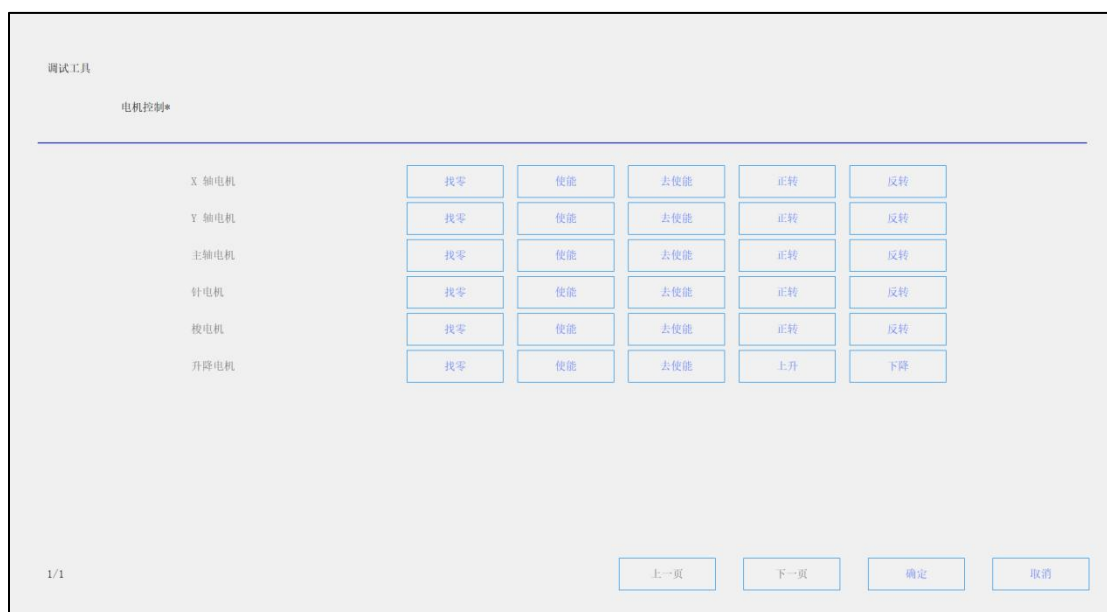 调试工具
电机控制*
X 轴电机 找零 使能 去使能 正转 反转
Y 轴电机 找零 使能 去使能 正转 反转
主轴电机 找零 使能 去使能 正转 反转
针电机 找零 使能 去使能 正转 反转
梭电机 找零 使能 去使能 正转 反转
升降电机 找零 使能 去使能 上升 下降
1/1 上一页 下一页 确定 取消